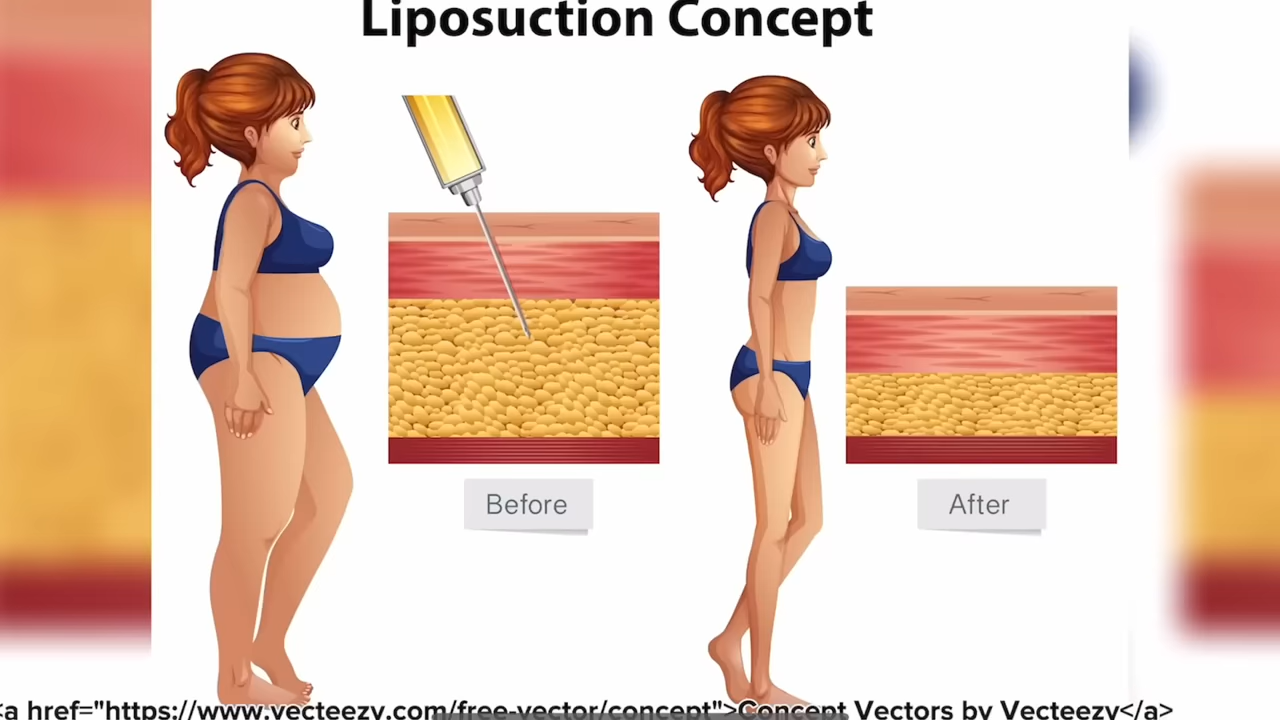 Liposuction Concept
Before
After
<a href="https://www.vecteezy.com/free-vector/concept">Concept Vectors by Vecteezy</a>